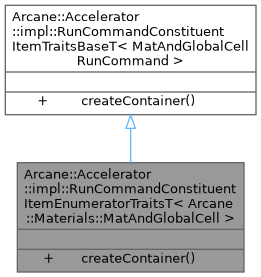 Arcane::Accelerator
::impl::RunCommandConstituent
ItemTraitsBaseT< MatAndGlobalCell
RunCommand >
+ createContainer()
Arcane::Accelerator
::impl::RunCommandConstituent
ItemEnumeratorTraitsT< Arcane
::Materials::MatAndGlobalCell >
+ createContainer()